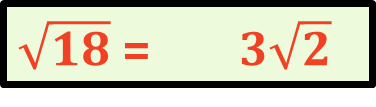 √18 = 3√2